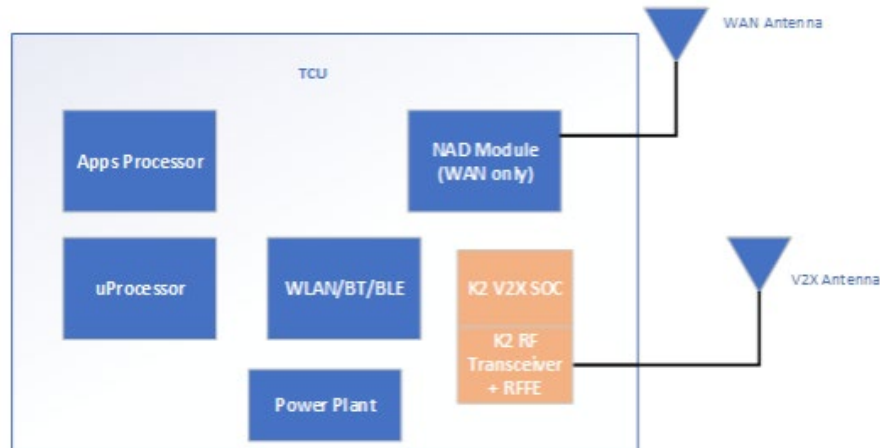 WAN Antenna
TCU
Apps Processor
NAD Module
(WAN only)
uProcessor
WLAN/BT/BLE
K2 V2X SOC
V2X Antenna
K2 RF
Transceiver
+ RFFE
Power Plant